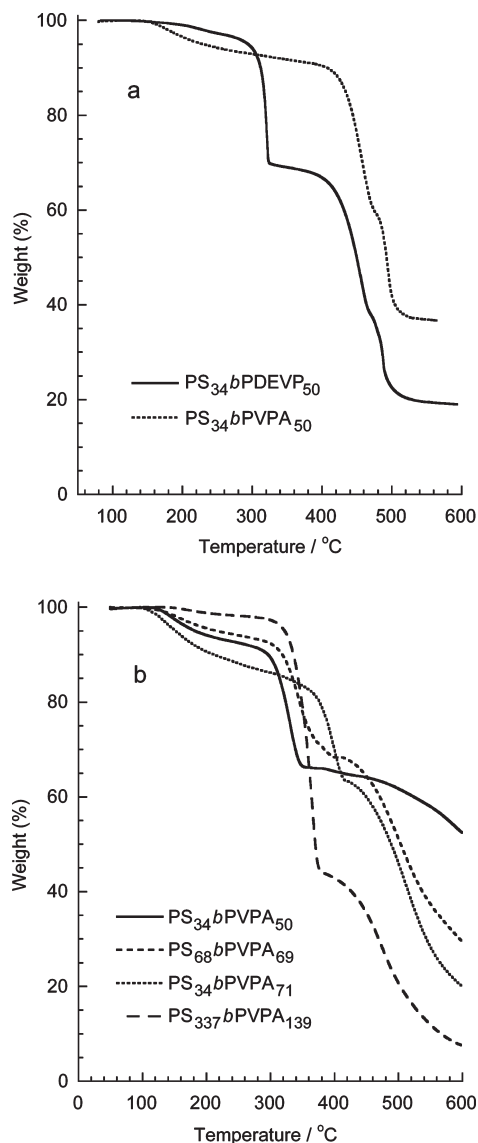 100
a
80
60
Weight (%)
40
PS34bPDEVP50
20
PS34bPVPA50
0
100 200 300 400 500 600
Temperature / °C
100
b
80
60
Weight (%)
40
PS34bPVPA50
PS68bPVPA69
20
PS34bPVPA71
PS337bPVPA139
0
0 100 200 300 400 500 600
Temperature / °C